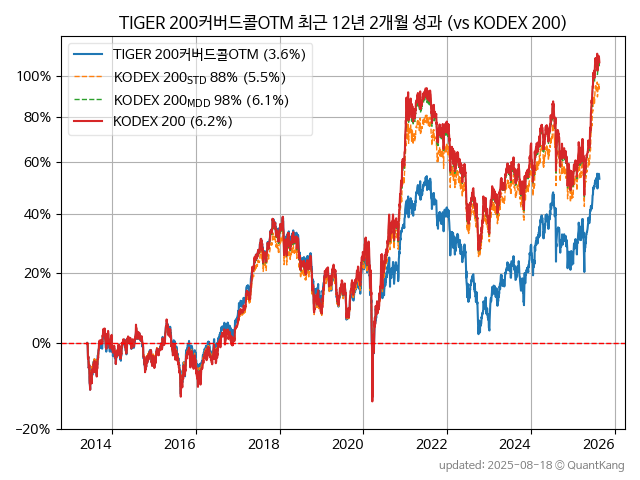 TIGER 200커버드콜OTM 최근 12년 2개월 성과 (vs KODEX 200)
TIGER 200커버드콜OTM (3.6%)
KODEX 200STD 88% (5.5%)
KODEX 200MDD 98% (6.1%)
KODEX 200 (6.2%)
100%
80%
60%
40%
20%
0%
−20%
2014 2016 2018 2020 2022 2024 2026
updated: 2025-08-18 © QuantKang